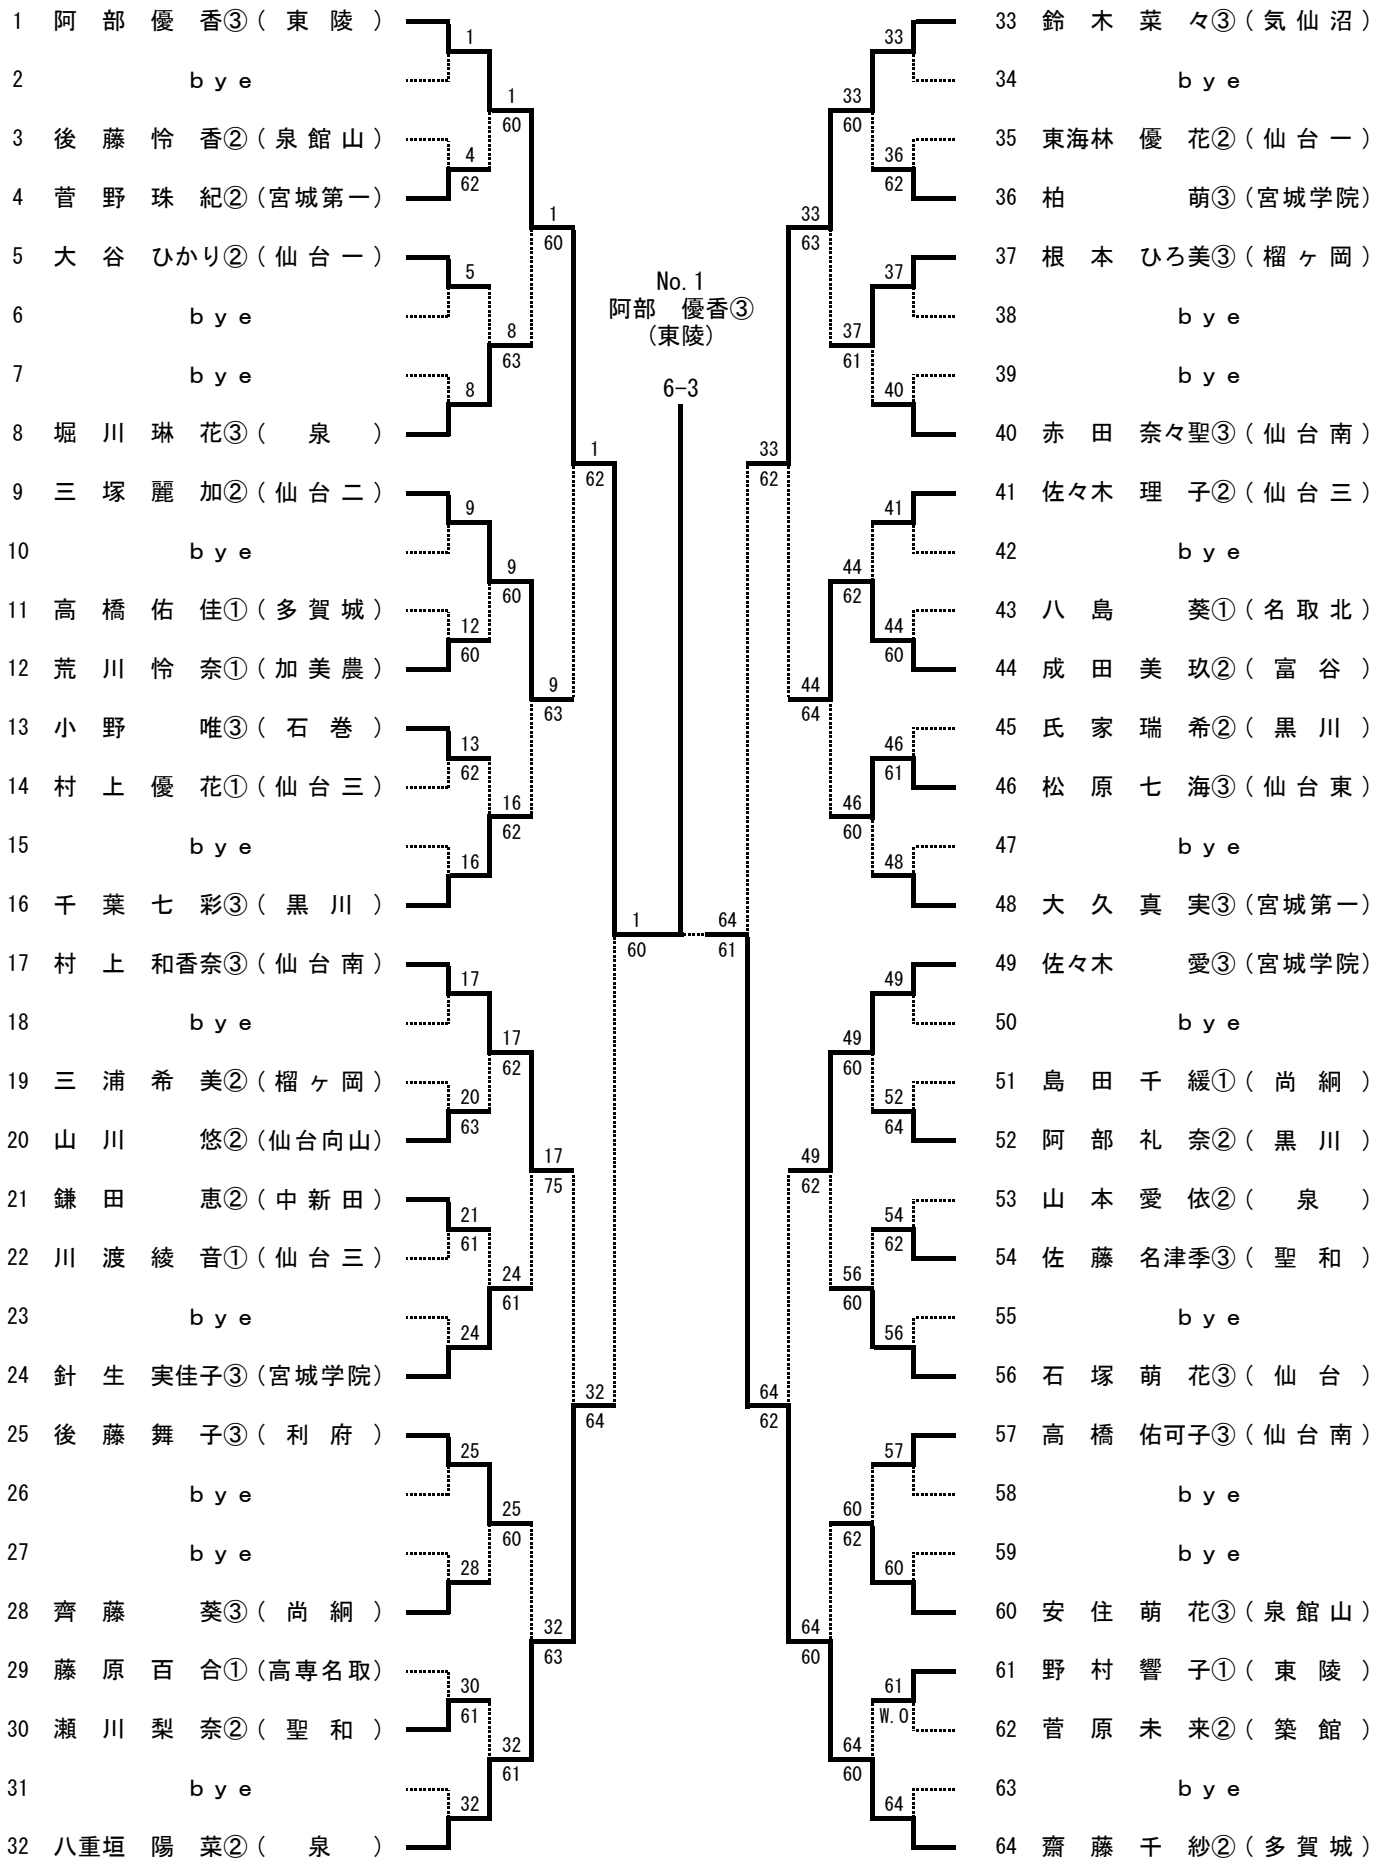 1 阿部 優香③(東陵)
2 bye
3 後藤 怜香②(泉館山)
4 菅野 珠紀②(宮城第一)
5 大谷 ひかり②(仙台一)
6 bye
7 bye
8 堀川 琳花③(泉)
9 三塚 麗加②(仙台二)
10 bye
11 高橋 佑佳①(多賀城)
12 荒川 怜奈①(加美農)
13 小野 唯③(石巻)
14 村上 優花①(仙台三)
15 bye
16 千葉 七彩③(黒川)
17 村上 和香奈③(仙台南)
18 bye
19 三浦 希美②(榴ヶ岡)
20 山川 悠②(仙台向山)
21 鎌田 恵②(中新田)
22 川渡 綾音①(仙台三)
23 bye
24 針生 実佳子③(宮城学院)
25 後藤 舞子③(利府)
26 bye
27 bye
28 齊藤 葵③(尚絅)
29 藤原 百合①(高専名取)
30 瀬川 梨奈②(聖和)
31 bye
32 八重垣 陽菜②(泉)
1
4
62
5
8
9
12
60
13
62
16
17
20
63
21
61
24
25
28
30
61
32
1
60
8
63
9
60
16
62
17
62
24
61
25
60
32
61
1
60
9
63
17
75
32
63
1
62
32
64
1
60
No.1
阿部 優香③
(東陵)
6-3
64
61
33
62
64
62
33
63
44
64
49
62
64
60
33
60
37
61
44
62
46
60
49
60
56
60
60
62
64
60
33
36
62
37
40
41
44
60
46
61
48
49
52
64
54
62
56
57
60
61
W.O
64
33 鈴木 菜々③(気仙沼)
34 bye
35 東海林 優花②(仙台一)
36 柏 萌③(宮城学院)
37 根本 ひろ美③(榴ヶ岡)
38 bye
39 bye
40 赤田 奈々聖③(仙台南)
41 佐々木 理子②(仙台三)
42 bye
43 八島 葵①(名取北)
44 成田 美玖②(富谷)
45 氏家 瑞希②(黒川)
46 松原 七海③(仙台東)
47 bye
48 大久 真実③(宮城第一)
49 佐々木 愛③(宮城学院)
50 bye
51 島田 千緩①(尚絅)
52 阿部 礼奈②(黒川)
53 山本 愛依②(泉)
54 佐藤 名津季③(聖和)
55 bye
56 石塚 萌花③(仙台)
57 高橋 佑可子③(仙台南)
58 bye
59 bye
60 安住 萌花③(泉館山)
61 野村 響子①(東陵)
62 菅原 未来②(築館)
63 bye
64 齋藤 千紗②(多賀城)